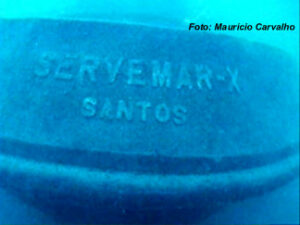 Foto: Mauricio Carvalho
SERVEMAR-X
SANTOS